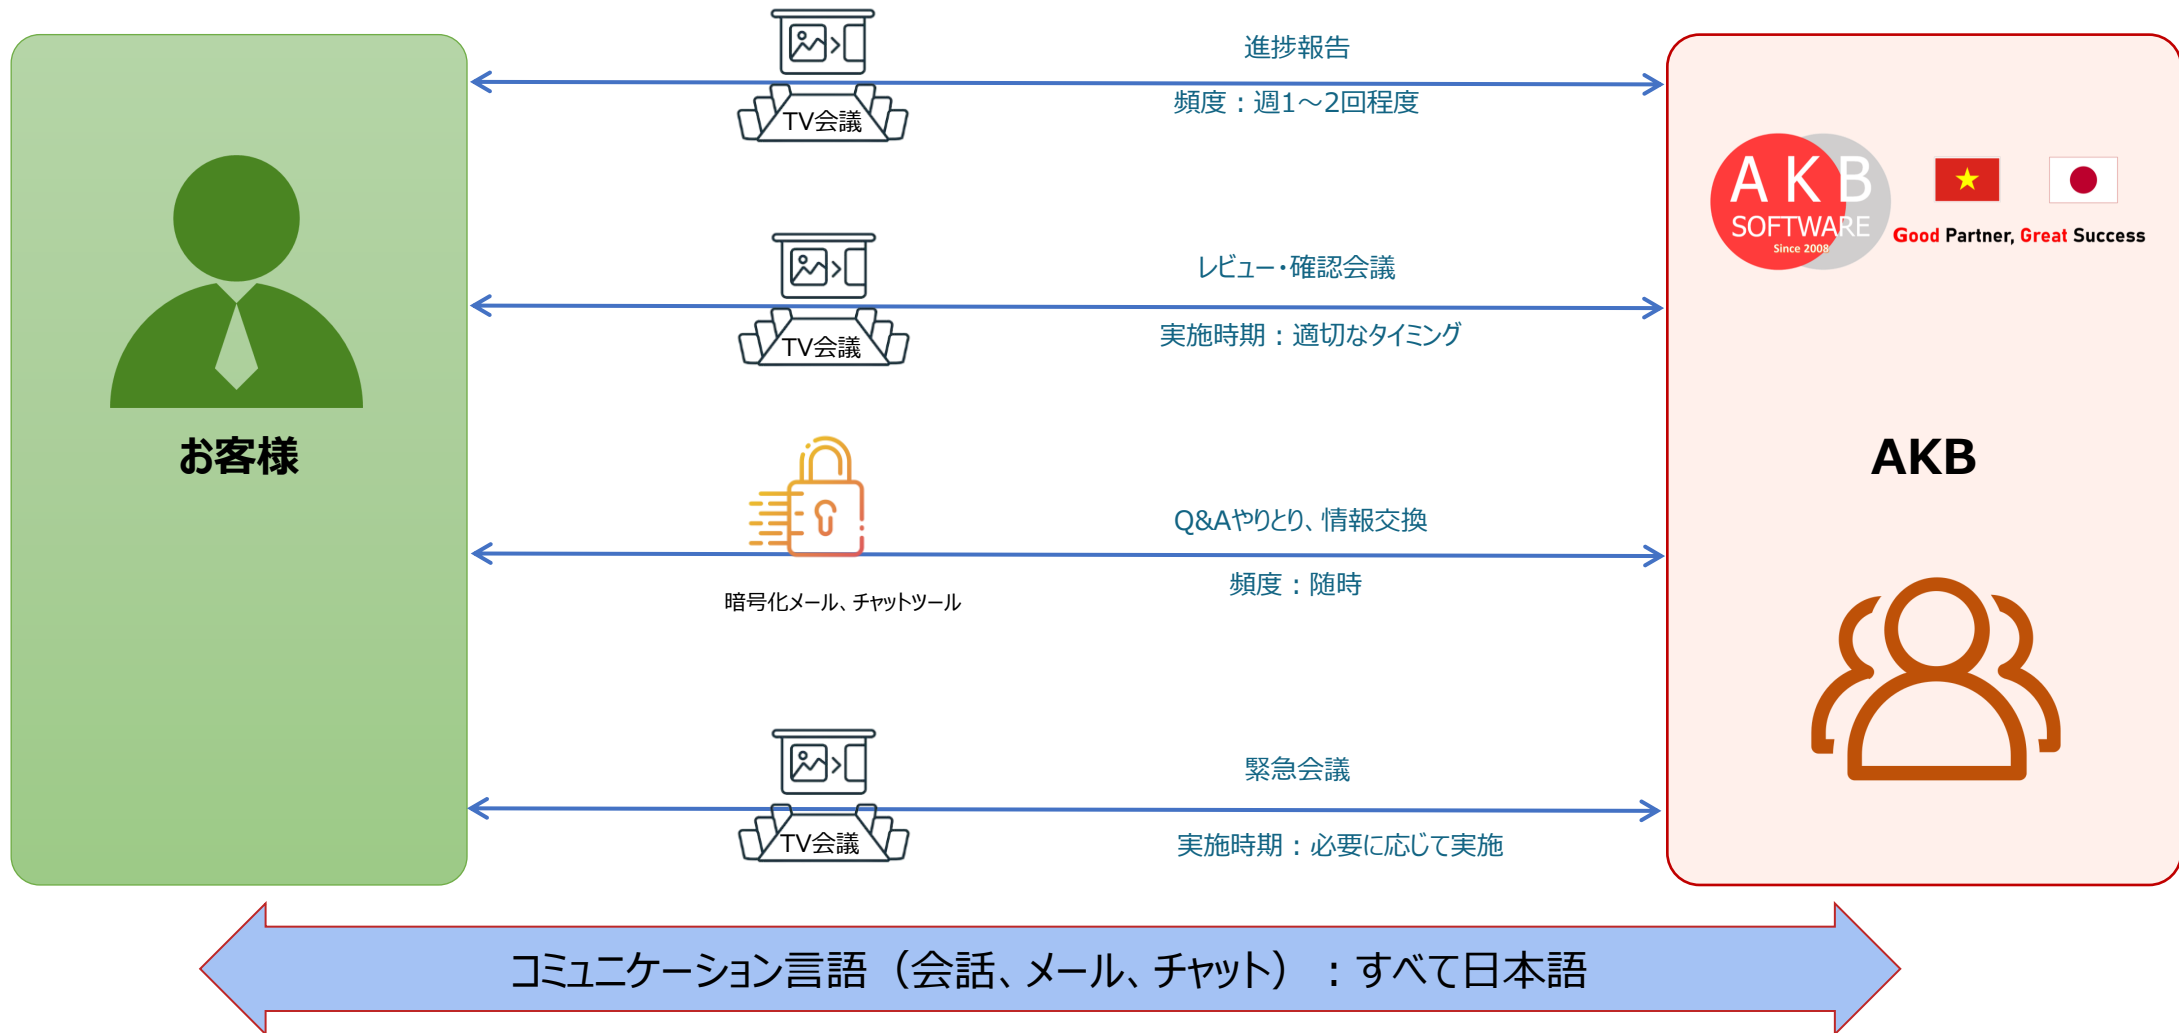 進捗報告
頻度：週1～2回程度
TV会議
A K B
SOFTWARE
Since 2008
Good Partner, Great Success
レビュー・確認会議
実施時期：適切なタイミング
TV会議
お客様
AKB
Q&Aやりとり、情報交換
頻度：随時
暗号化メール、チャットツール
緊急会議
実施時期：必要に応じて実施
TV会議
コミュニケーション言語（会話、メール、チャット）：すべて日本語